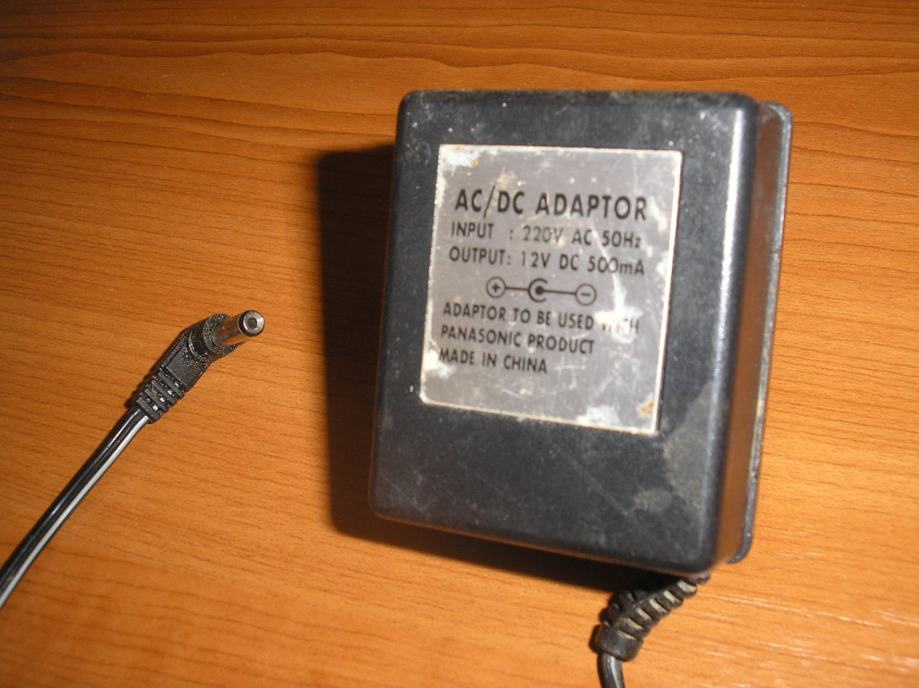 AC/DC ADAPTOR
INPUT : 220V AC 50Hz
OUTPUT: 12V DC 500mA
+ −
ADAPTOR TO BE USED WITH
PANASONIC PRODUCT
MADE IN CHINA